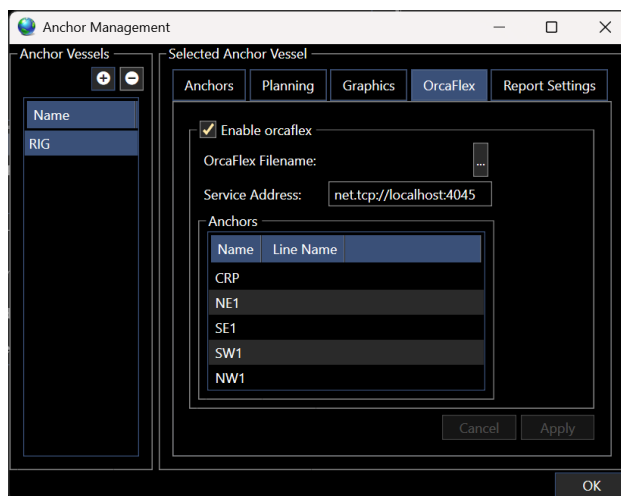 Anchor Management
Anchor Vessels
Selected Anchor Vessel
Name
RIG
Anchors Planning Graphics OrcaFlex Report Settings
Enable orcaflex
OrcaFlex Filename: ...
Service Address: net.tcp://localhost:4045
Anchors
Name Line Name
CRP
NE1
SE1
SW1
NW1
Cancel Apply
OK